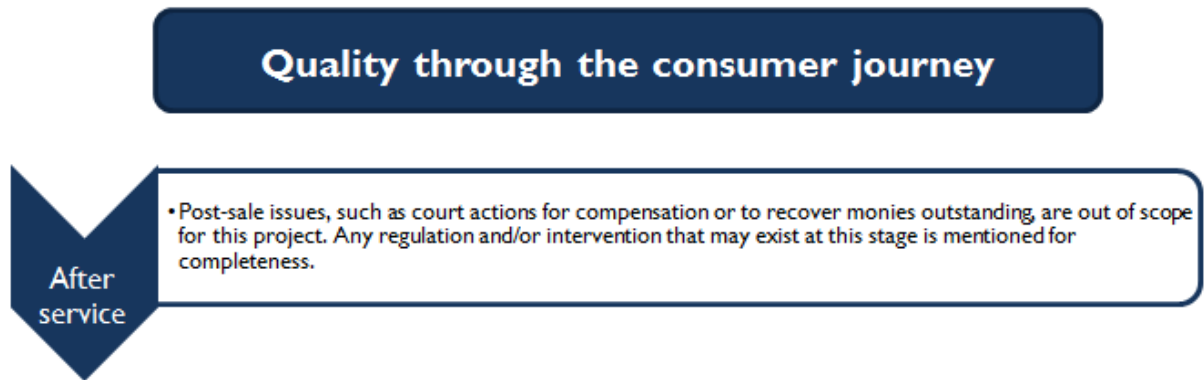 Quality through the consumer journey
•Post-sale issues, such as court actions for compensation or to recover monies outstanding, are out of scope
for this project. Any regulation and/or intervention that may exist at this stage is mentioned for
completeness.
After
service